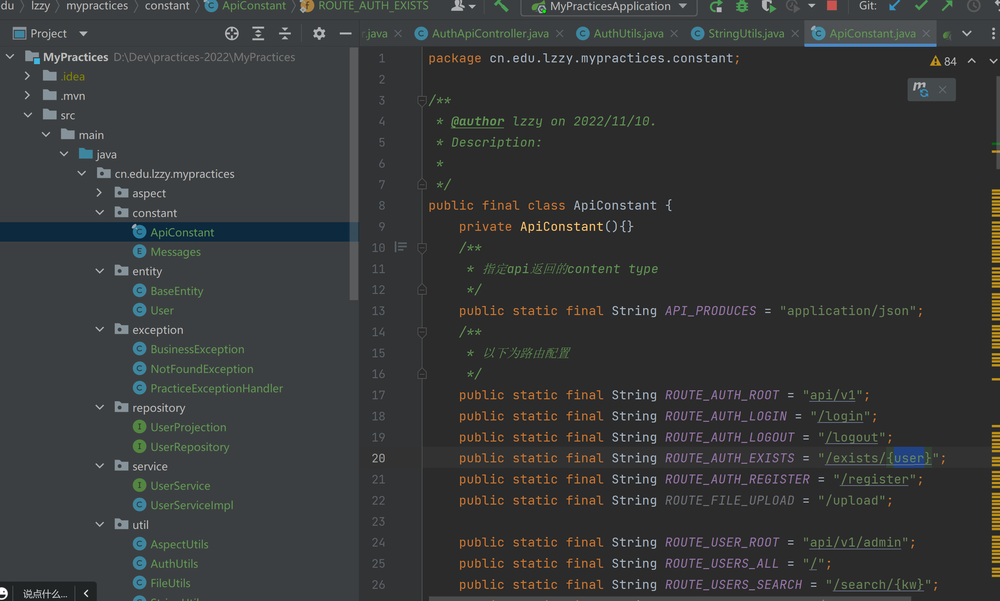 du lzzy mypractices constant ApiConstant ROUTE_AUTH_EXISTS MyPracticesApplication Git:
Project
r.java AuthApiController.java AuthUtils.java StringUtils.java ApiConstant.java
MyPractices D:\Dev\practices-2022\MyPractices
.idea
.mvn
src
main
java
cn.edu.lzzy.mypractices
aspect
constant
ApiConstant
Messages
entity
BaseEntity
User
exception
BusinessException
NotFoundException
PracticeExceptionHandler
repository
UserProjection
UserRepository
service
UserService
UserServiceImpl
util
AspectUtils
AuthUtils
FileUtils
说点什么...
84
1 package cn.edu.lzzy.mypractices.constant;
2
3 /**
4 * @author lzzy on 2022/11/10.
5 * Description:
6 *
7 */
8 public final class ApiConstant {
9 private ApiConstant(){}
10 /**
11 * 指定api返回的content type
12 */
13 public static final String API_PRODUCES = "application/json";
14 /**
15 * 以下为路由配置
16 */
17 public static final String ROUTE_AUTH_ROOT = "api/v1";
18 public static final String ROUTE_AUTH_LOGIN = "/login";
19 public static final String ROUTE_AUTH_LOGOUT = "/logout";
20 public static final String ROUTE_AUTH_EXISTS = "/exists/{user}";
21 public static final String ROUTE_AUTH_REGISTER = "/register";
22 public static final String ROUTE_FILE_UPLOAD = "/upload";
23
24 public static final String ROUTE_USER_ROOT = "api/v1/admin";
25 public static final String ROUTE_USERS_ALL = "/";
26 public static final String ROUTE_USERS_SEARCH = "/search/{kw}";